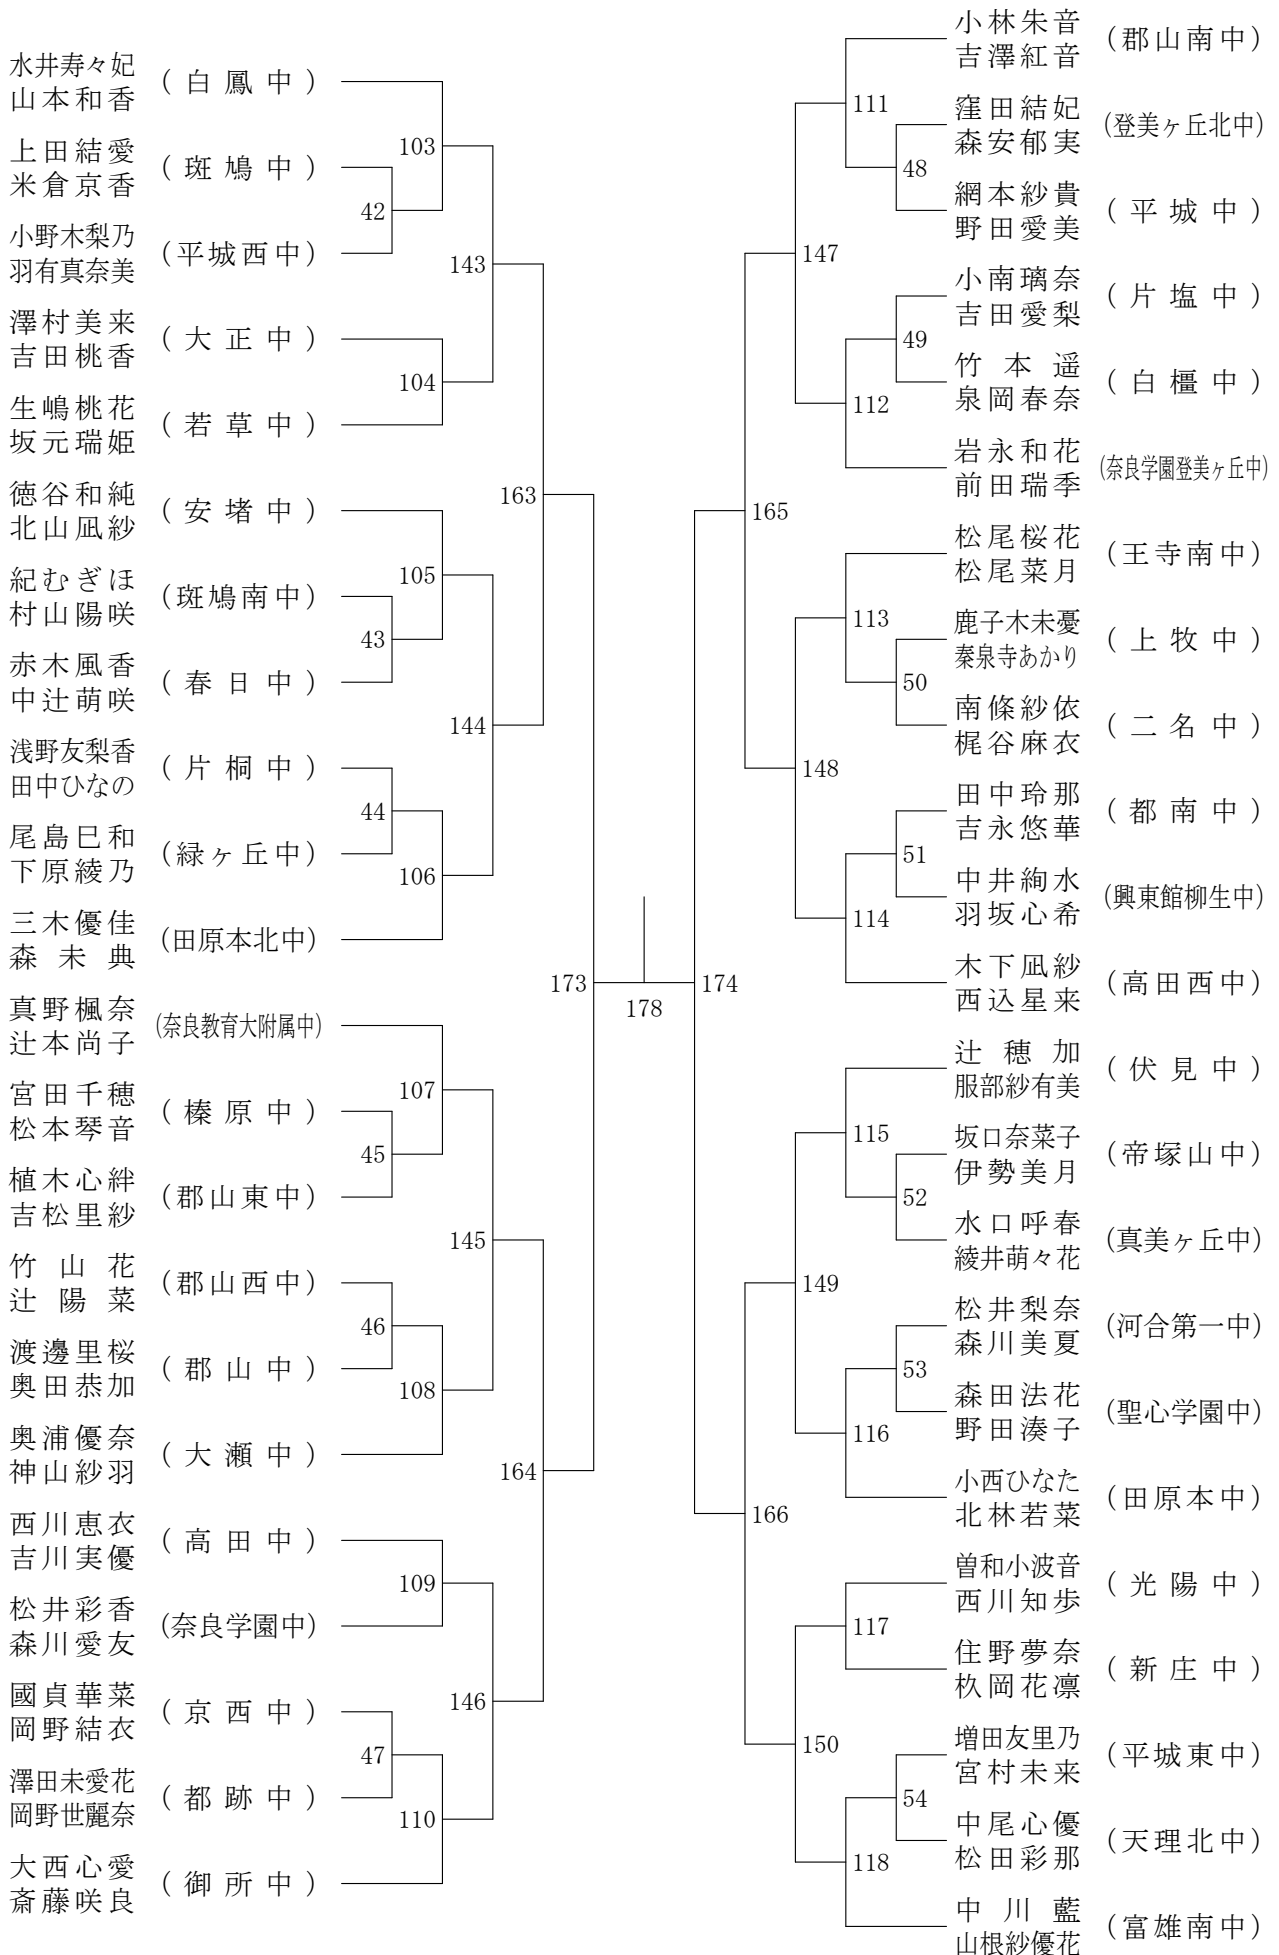 水井寿々妃
山本和香
(白鳳中)
上田結愛
米倉京香
(斑鳩中)
小野木梨乃
羽有真奈美
(平城西中)
澤村美来
吉田桃香
(大正中)
生嶋桃花
坂元瑞姫
(若草中)
徳谷和純
北山凪紗
(安堵中)
紀むぎほ
村山陽咲
(斑鳩南中)
赤木風香
中辻萌咲
(春日中)
浅野友梨香
田中ひなの
(片桐中)
尾島巳和
下原綾乃
(緑ヶ丘中)
三木優佳
森未典
(田原本北中)
真野楓奈
辻本尚子
(奈良教育大附属中)
宮田千穂
松本琴音
(榛原中)
植木心絆
吉松里紗
(郡山東中)
竹山花
辻陽菜
(郡山西中)
渡邊里桜
奥田恭加
(郡山中)
奥浦優奈
神山紗羽
(大瀬中)
西川恵衣
吉川実優
(高田中)
松井彩香
森川愛友
(奈良学園中)
國貞華菜
岡野結衣
(京西中)
澤田未愛花
岡野世麗奈
(都跡中)
大西心愛
斎藤咲良
(御所中)
42
43
44
45
46
47
103
104
105
106
107
108
109
110
143
144
145
146
163
164
173
178
174
165
166
147
148
149
150
111
112
113
114
115
116
117
118
48
49
50
51
52
53
54
小林朱音
吉澤紅音
(郡山南中)
窪田結妃
森安郁実
(登美ヶ丘北中)
網本紗貴
野田愛美
(平城中)
小南璃奈
吉田愛梨
(片塩中)
竹本遥
泉岡春奈
(白橿中)
岩永和花
前田瑞季
(奈良学園登美ヶ丘中)
松尾桜花
松尾菜月
(王寺南中)
鹿子木未憂
秦泉寺あかり
(上牧中)
南條紗依
梶谷麻衣
(二名中)
田中玲那
吉永悠華
(都南中)
中井絢水
羽坂心希
(興東館柳生中)
木下凪紗
西込星来
(高田西中)
辻穂加
服部紗有美
(伏見中)
坂口奈菜子
伊勢美月
(帝塚山中)
水口呼春
綾井萌々花
(真美ヶ丘中)
松井梨奈
森川美夏
(河合第一中)
森田法花
野田湊子
(聖心学園中)
小西ひなた
北林若菜
(田原本中)
曽和小波音
西川知歩
(光陽中)
住野夢奈
杦岡花凛
(新庄中)
増田友里乃
宮村未来
(平城東中)
中尾心優
松田彩那
(天理北中)
中川藍
山根紗優花
(富雄南中)